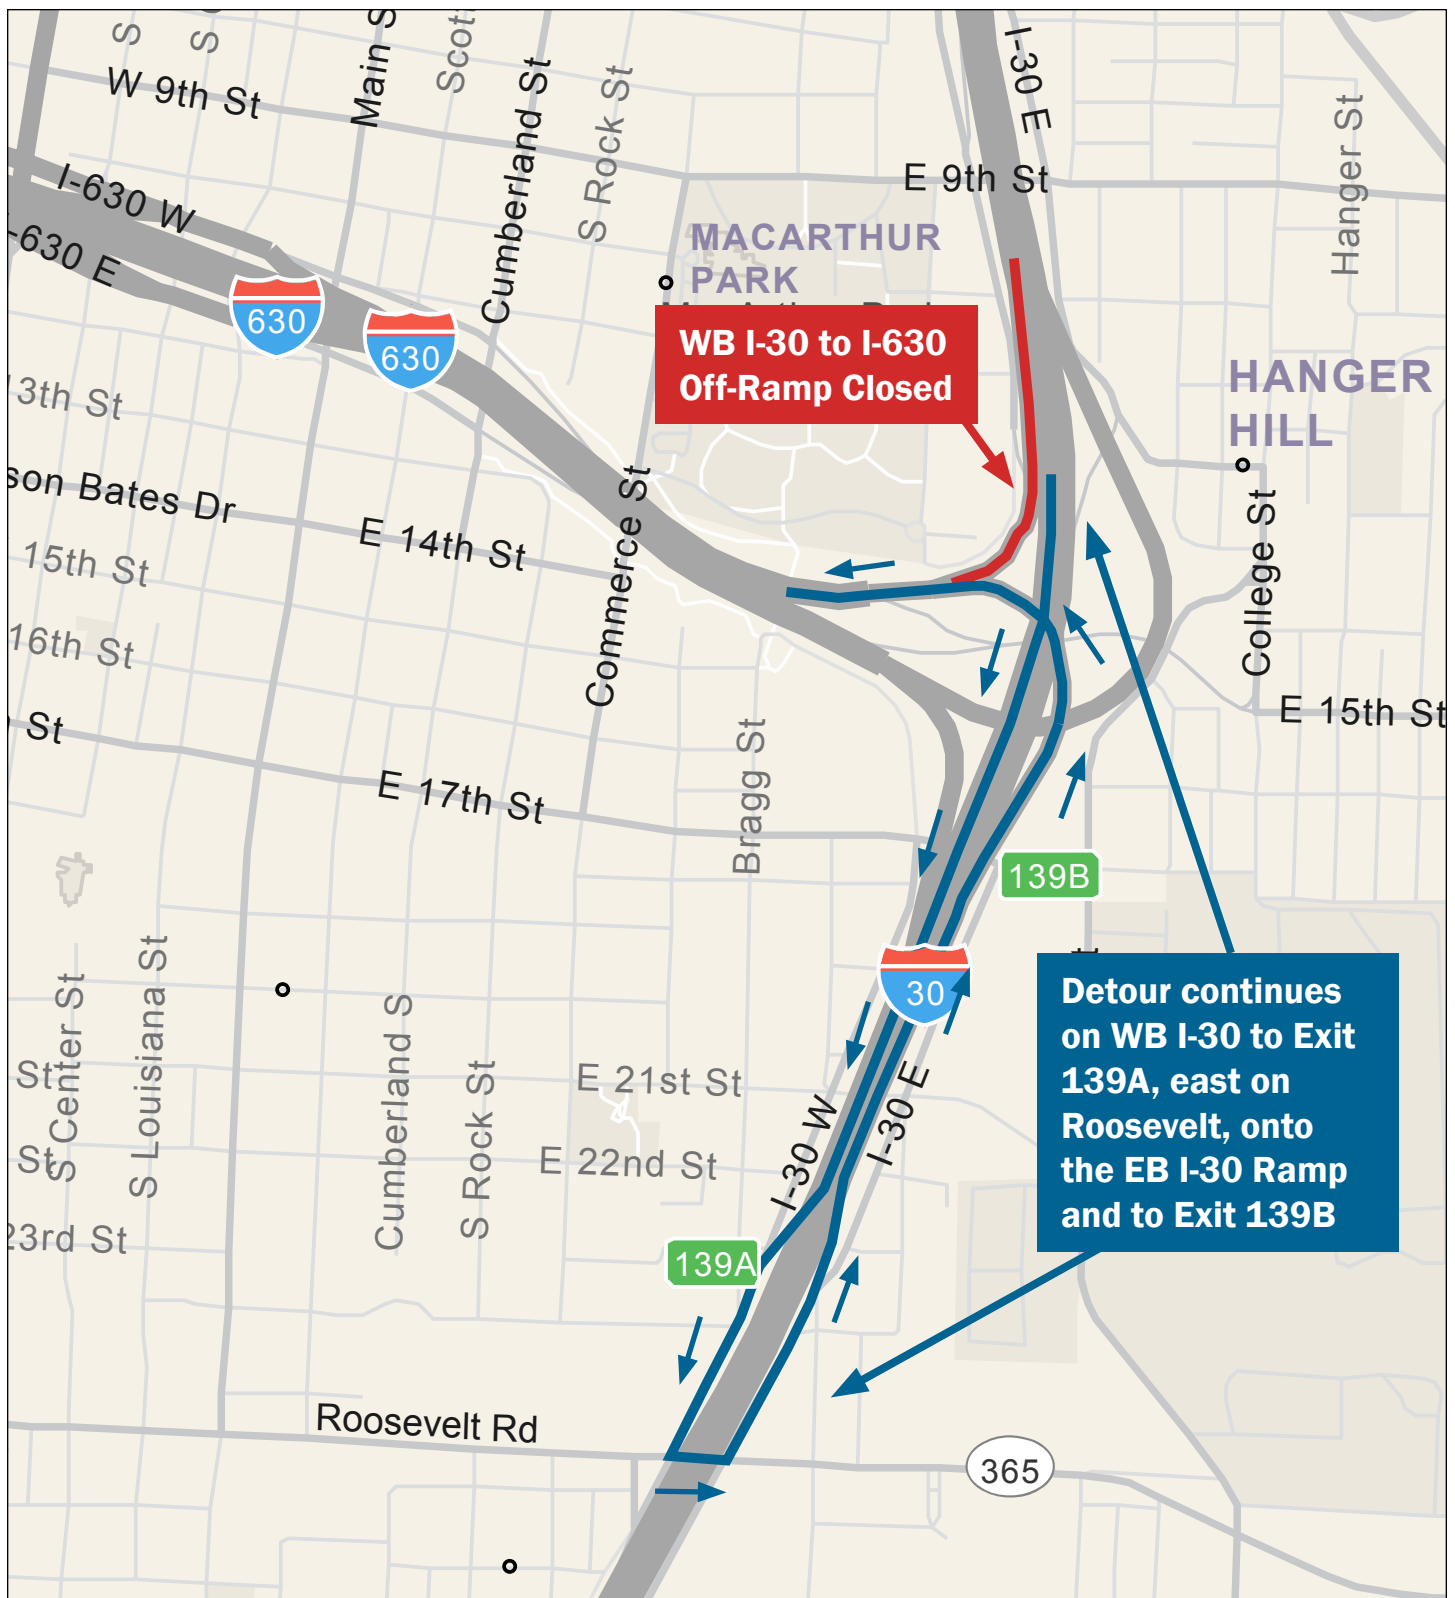 S
S
Main S
Scott
I-30 E
W 9th St
Cumberland St
S Rock St
Hanger St
E 9th St
I-630 W
-630 E
MACARTHUR
PARK
630
630
WB I-30 to I-630
Off-Ramp Closed
HANGER
HILL
13th St
son Bates Dr
E 14th St
Commerce St
College St
15th St
16th St
St
E 15th St
E 17th St
Bragg St
139B
30
Detour continues
on WB I-30 to Exit
139A, east on
Roosevelt, onto
the EB I-30 Ramp
and to Exit 139B
S Center St
S Louisiana St
Cumberland S
S Rock St
St
E 21st St
I-30 W
I-30 E
St
E 22nd St
23rd St
139A
Roosevelt Rd
365